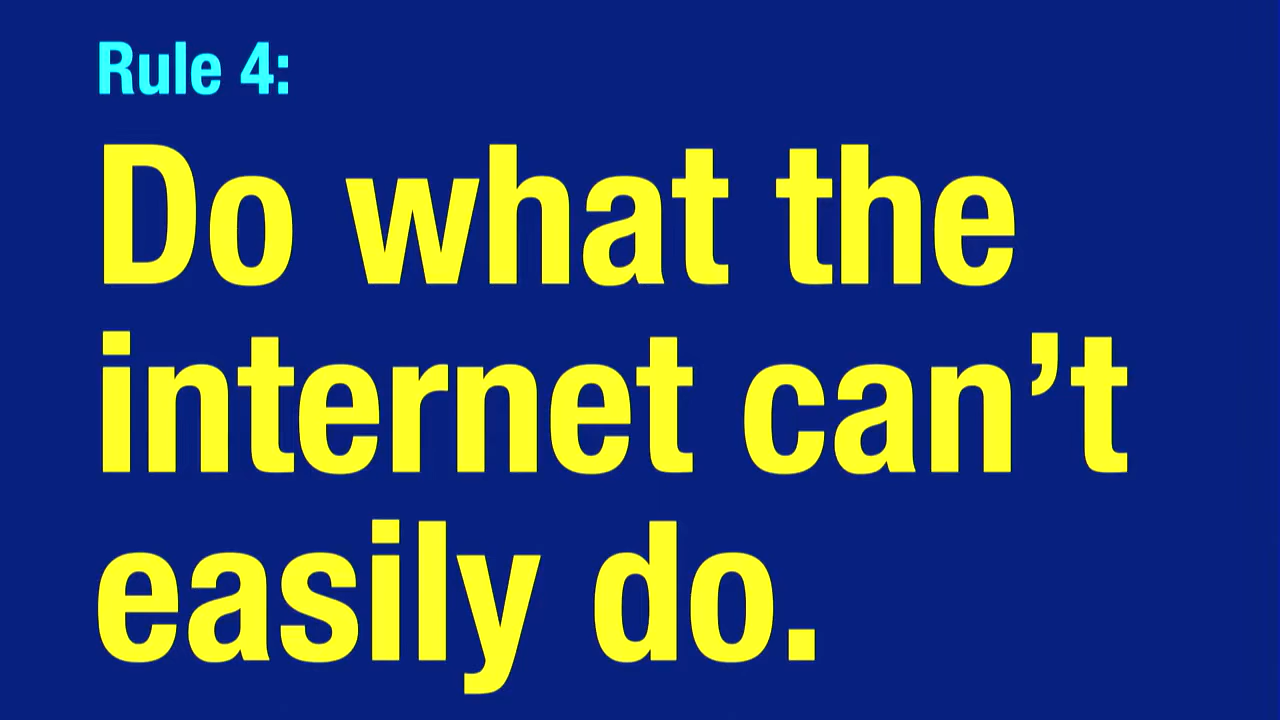 Rule 4:
Do what the
internet can’t
easily do.